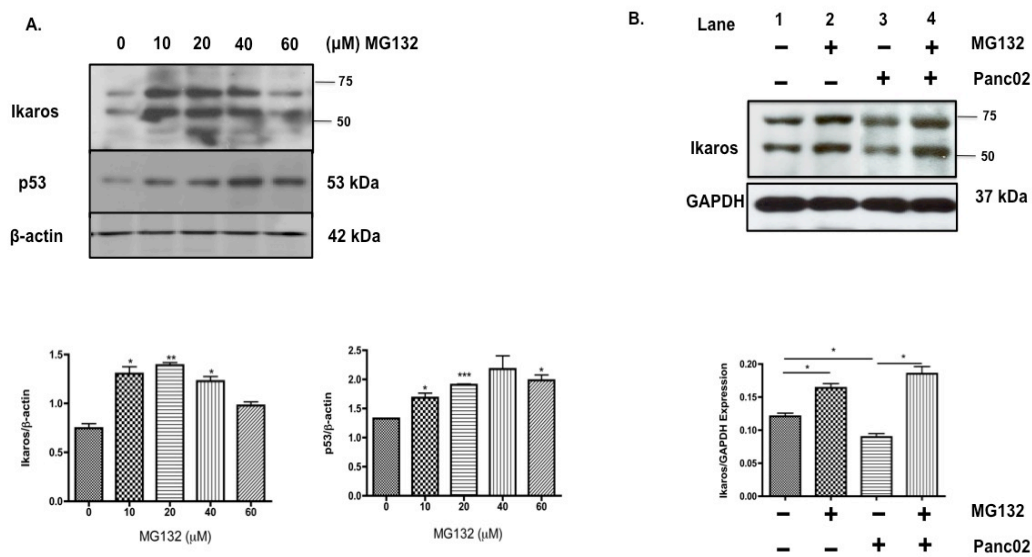 A.
0 10 20 40 60 (µM) MG132
Ikaros
75
50
p53
53 kDa
β-actin
42 kDa
B.
Lane 1 2 3 4
- + - + MG132
- - + + Panc02
Ikaros
75
50
GAPDH
37 kDa
Ikaros/β-actin
1.5
1.0
0.5
0.0
* ** *
0 10 20 40 60
MG132 (µM)
p53/β-actin
2.5
2.0
1.5
1.0
0.5
0.0
* *** *
0 10 20 40 60
MG132 (µM)
Ikaros/GAPDH Expression
0.20
0.15
0.10
0.05
0.00
* * *
- + - + MG132
- - + + Panc02